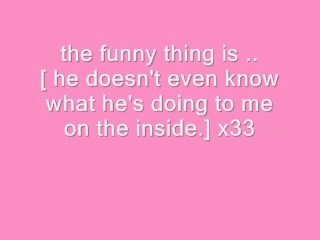 the funny thing is ..
[ he doesn't even know
what he's doing to me
on the inside.] x33